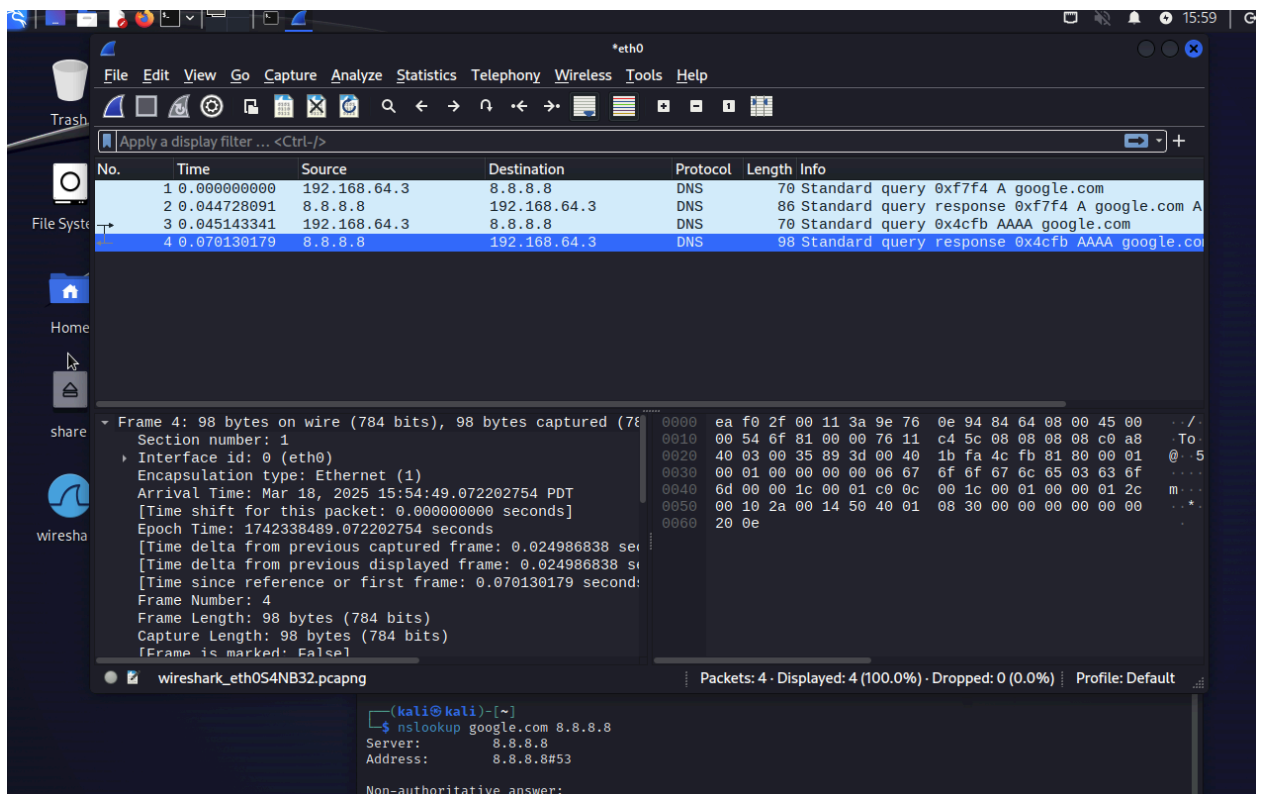 15:59
*eth0
File Edit View Go Capture Analyze Statistics Telephony Wireless Tools Help
Apply a display filter ... <Ctrl-/>
No. Time Source Destination Protocol Length Info
1 0.000000000 192.168.64.3 8.8.8.8 DNS 70 Standard query 0xf7f4 A google.com
2 0.044728091 8.8.8.8 192.168.64.3 DNS 86 Standard query response 0xf7f4 A google.com A
3 0.045143341 192.168.64.3 8.8.8.8 DNS 70 Standard query 0x4cfb AAAA google.com
4 0.070130179 8.8.8.8 192.168.64.3 DNS 98 Standard query response 0x4cfb AAAA google.co
Trash
File Syste
Home
share
wiresha
Frame 4: 98 bytes on wire (784 bits), 98 bytes captured (78
Section number: 1
Interface id: 0 (eth0)
Encapsulation type: Ethernet (1)
Arrival Time: Mar 18, 2025 15:54:49.072202754 PDT
[Time shift for this packet: 0.000000000 seconds]
Epoch Time: 1742338489.072202754 seconds
[Time delta from previous captured frame: 0.024986838 sec
[Time delta from previous displayed frame: 0.024986838 s
[Time since reference or first frame: 0.070130179 second
Frame Number: 4
Frame Length: 98 bytes (784 bits)
Capture Length: 98 bytes (784 bits)
[Frame is marked: False]
0000 ea f0 2f 00 11 3a 9e 76 0e 94 84 64 08 00 45 00 ··/·
0010 00 54 6f 81 00 00 76 11 c4 5c 08 08 08 08 c0 a8 ·To·
0020 40 03 00 35 89 3d 00 40 1b fa 4c fb 81 80 00 01 @··5
0030 00 01 00 00 00 00 06 67 6f 6f 67 6c 65 03 63 6f ····
0040 6d 00 00 1c 00 01 c0 0c 00 1c 00 01 00 00 01 2c m···
0050 00 10 2a 00 14 50 40 01 08 30 00 00 00 00 00 00 ··*·
0060 20 0e ·
wireshark_eth0S4NB32.pcapng
Packets: 4 · Displayed: 4 (100.0%) · Dropped: 0 (0.0%)
Profile: Default
┌──(kali㉿kali)-[~]
└─$ nslookup google.com 8.8.8.8
Server: 8.8.8.8
Address: 8.8.8.8#53
Non-authoritative answer: